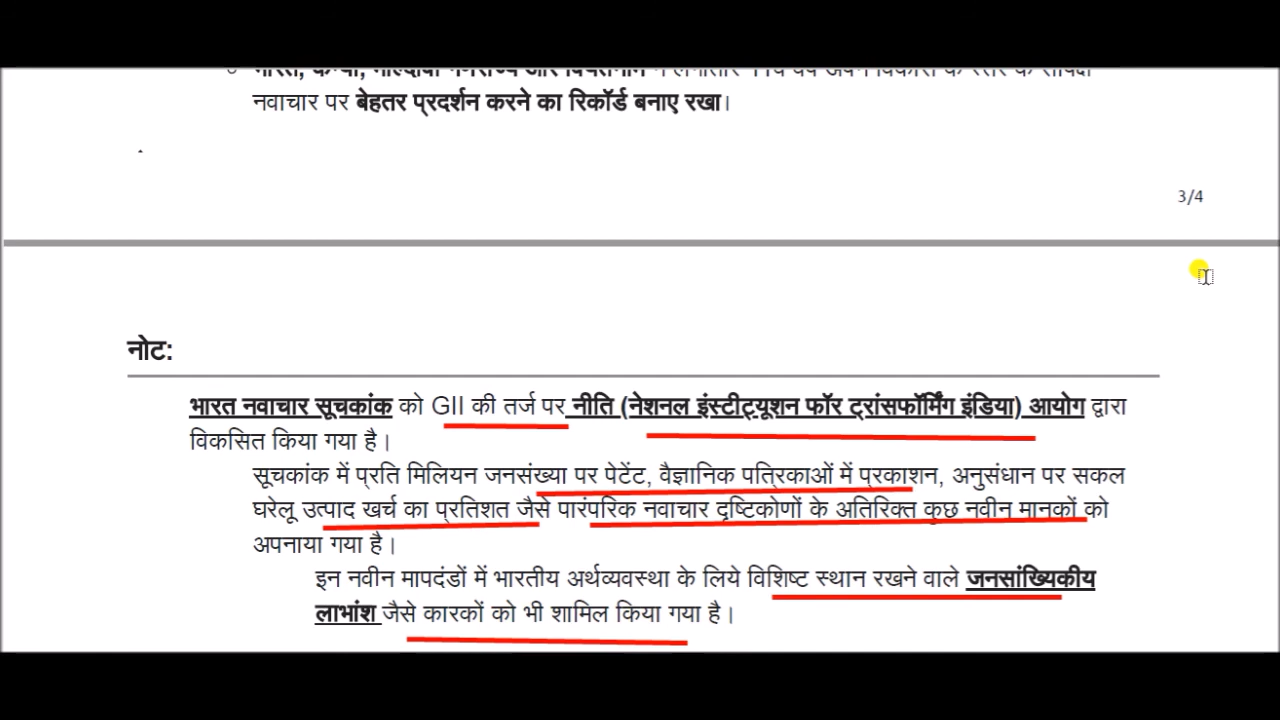 नवाचार पर बेहतर प्रदर्शन करने का रिकॉर्ड बनाए रखा।
3/4
नोट:
भारत नवाचार सूचकांक को GII की तर्ज पर नीति (नेशनल इंस्टीट्यूशन फॉर ट्रांसफॉर्मिंग इंडिया) आयोग द्वारा
विकसित किया गया है।
सूचकांक में प्रति मिलियन जनसंख्या पर पेटेंट, वैज्ञानिक पत्रिकाओं में प्रकाशन, अनुसंधान पर सकल
घरेलू उत्पाद खर्च का प्रतिशत जैसे पारंपरिक नवाचार दृष्टिकोणों के अतिरिक्त कुछ नवीन मानकों को
अपनाया गया है।
इन नवीन मापदंडों में भारतीय अर्थव्यवस्था के लिये विशिष्ट स्थान रखने वाले जनसांख्यिकीय
लाभांश जैसे कारकों को भी शामिल किया गया है।